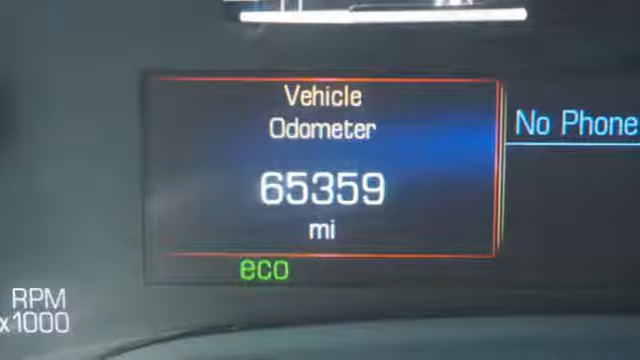 Vehicle
Odometer
No Phone
65359
mi
eco
RPM
x1000